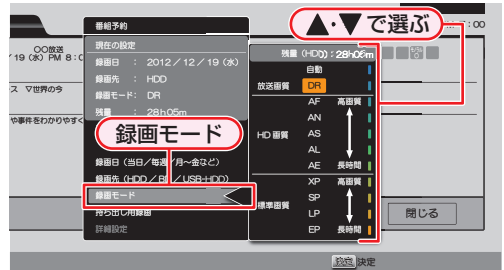 番組予約
▲・▼で選ぶ
:00
〇〇放送
/19(水) PM 8:0
ス ▽世界の今
や事件をわかりやすく
現在の設定
録画日 : 2012/12/19(水)
録画先 : HDD
録画モード: DR
残量 : 28h05m
録画モード
録画日(当日/毎週/月～金など)
録画先(HDD/BD/USB-HDD)
録画モード
持ち出し用録画
詳細設定
残量(HDD):28h05m
自動
放送画質 DR
AF 高画質
AN
HD画質 AS
AL
AE 長時間
XP 高画質
SP
標準画質 LP
EP 長時間
閉じる
決定 決定